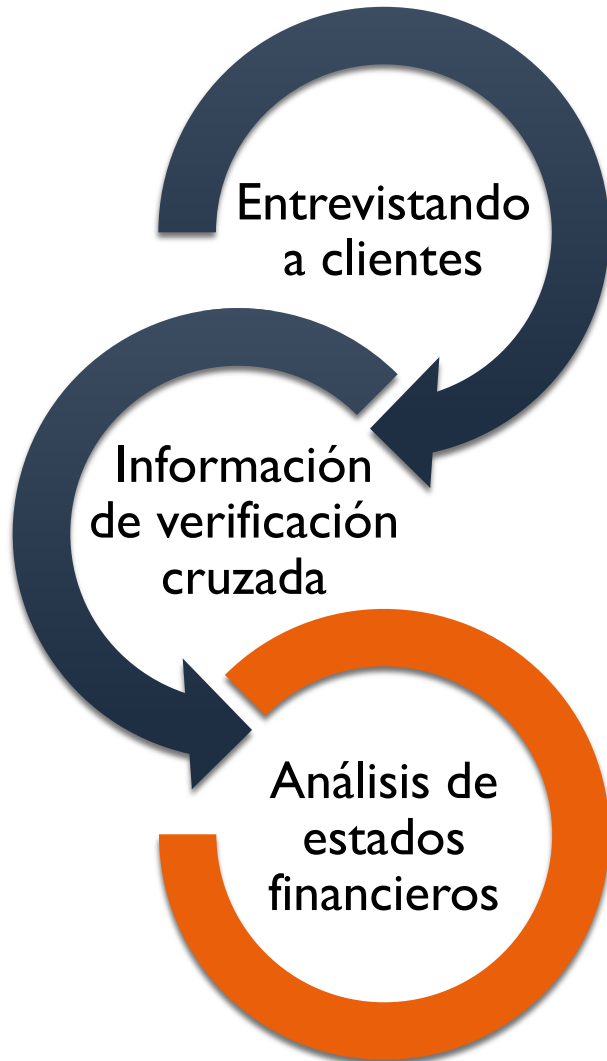 Entrevistando
a clientes
Información
de verificación
cruzada
Análisis de
estados
financieros